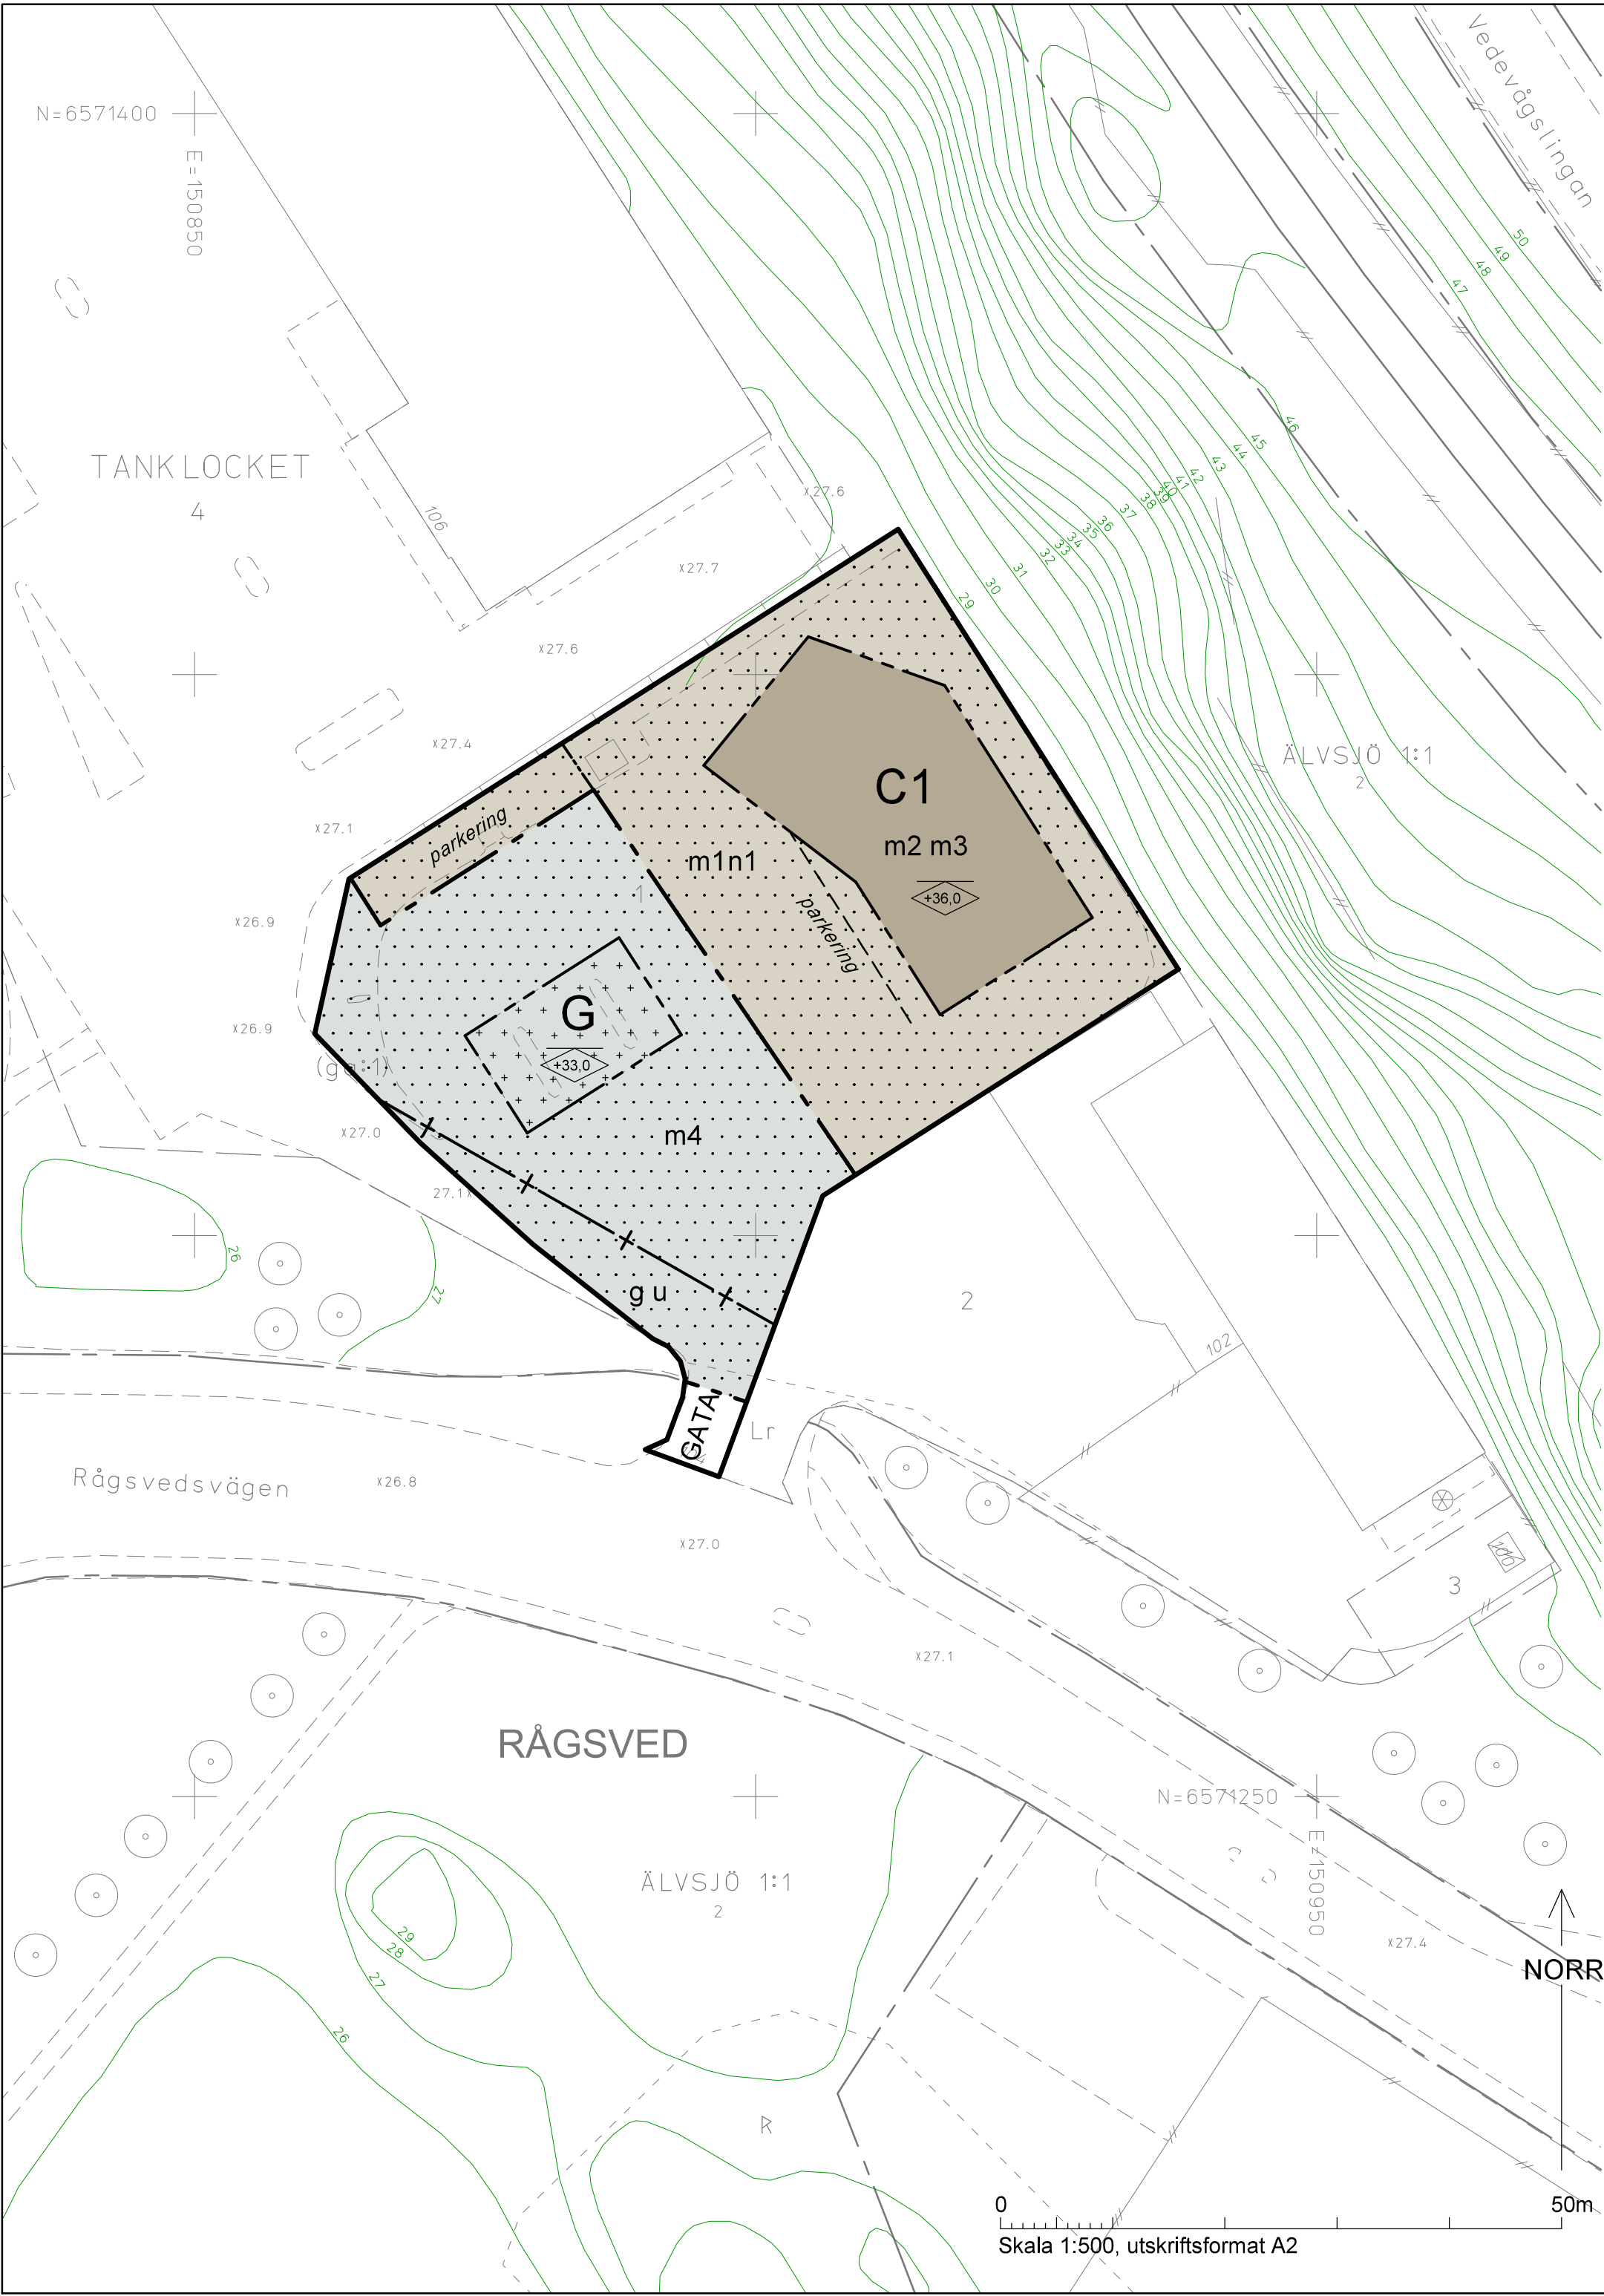 Vedevågslingan
N=6571400
E=150850
50
49
48
47
46
45
44
43
42
41
40
39
38
37
36
35
34
33
32
31
30
29
TANKLOCKET
4
106
x27.6
x27.7
x27.6
x27.4
x27.1
x26.9
x26.9
x27.0
27.1x
ÄLVSJÖ 1:1
2
C1
m2 m3
+36,0
m1n1
parkering
parkering
1
G
+33,0
(ga:1)
m4
g u
26
27
2
102
GATA
Lr
Rågsvedsvägen
x26.8
x27.0
x27.1
100
3
RÅGSVED
N=6571250
E=150950
ÄLVSJÖ 1:1
2
29
28
27
26
x27.4
NORR
R
0
50m
Skala 1:500, utskriftsformat A2